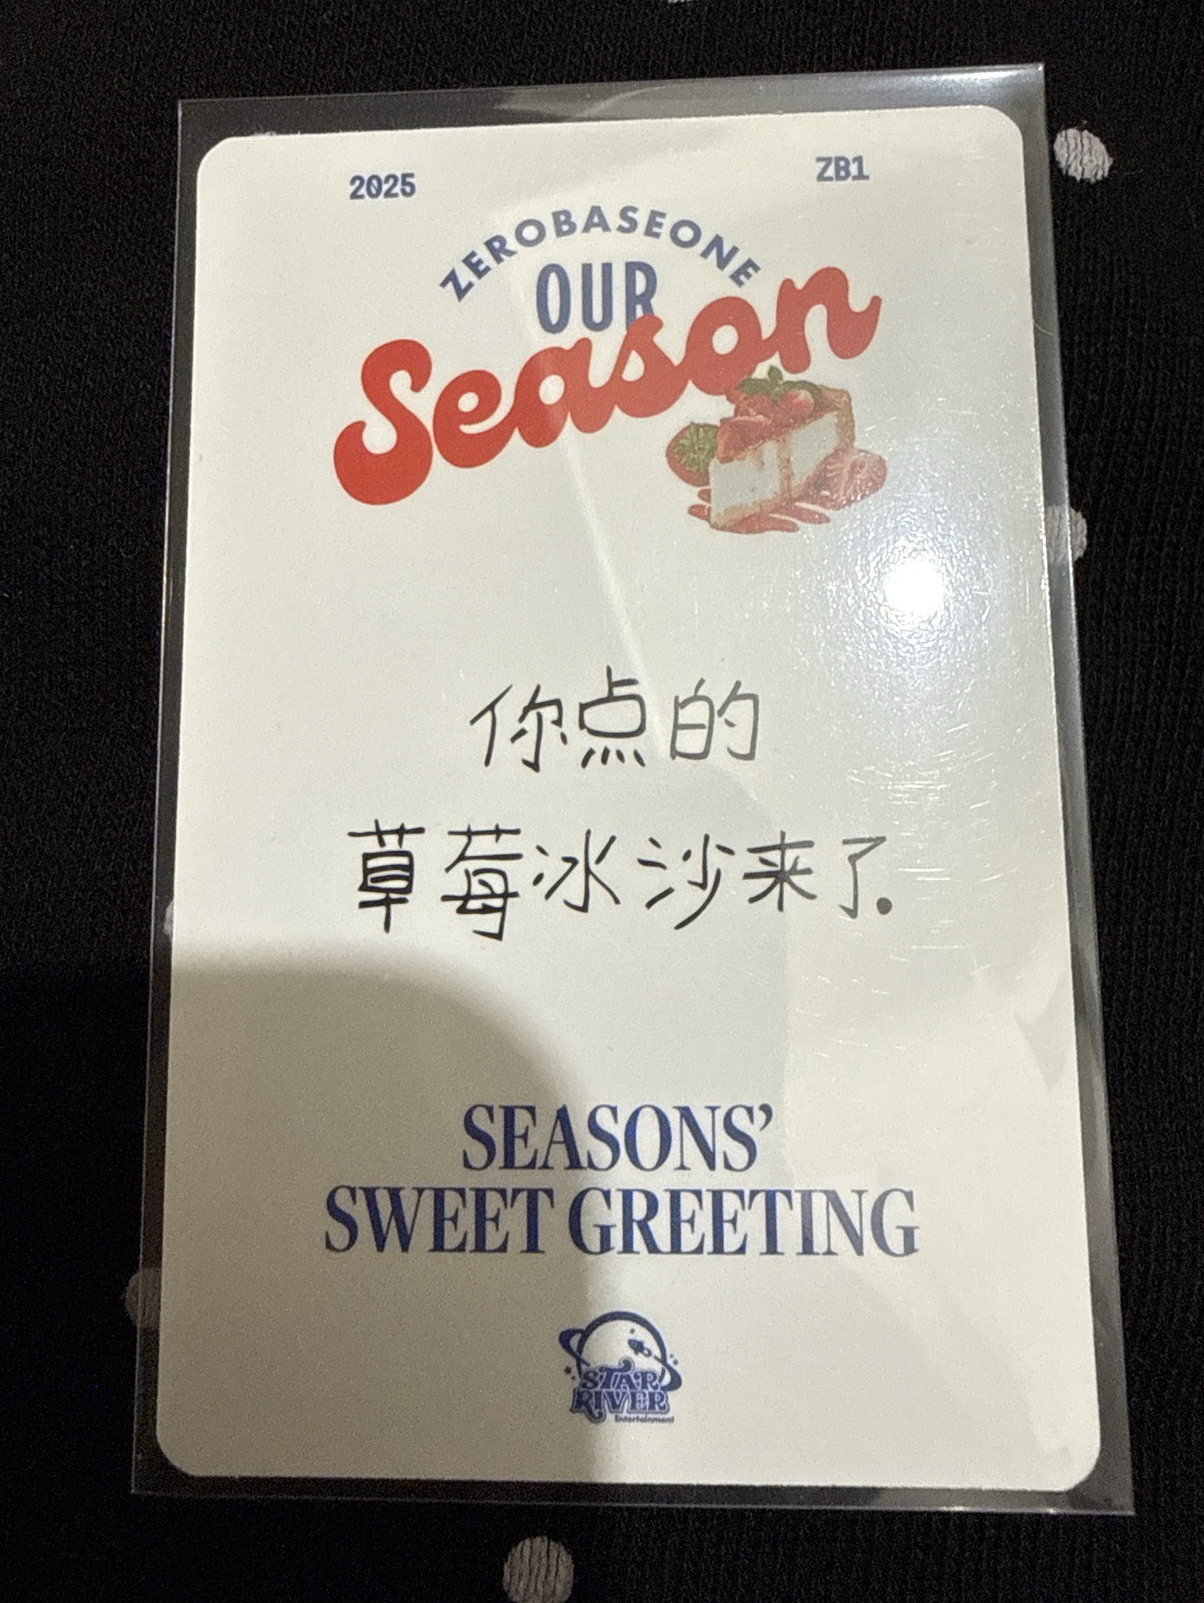 2025 ZB1
ZEROBASEONE
OUR
Season
你点的
草莓冰沙来了.
SEASONS’
SWEET GREETING
STAR
RIVER
Entertainment